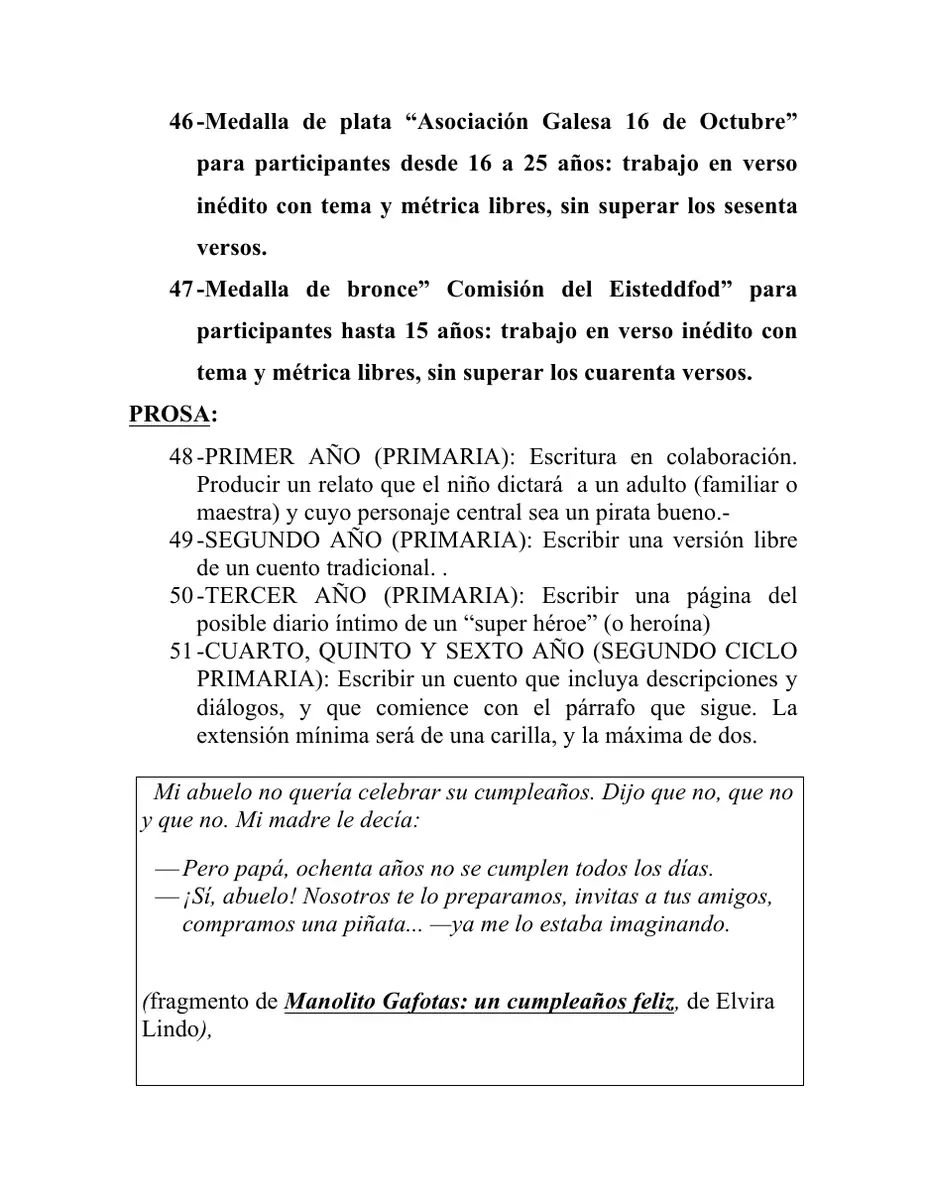 46-Medalla de plata “Asociación Galesa 16 de Octubre”
para participantes desde 16 a 25 años: trabajo en verso
inédito con tema y métrica libres, sin superar los sesenta
versos.
47-Medalla de bronce” Comisión del Eisteddfod” para
participantes hasta 15 años: trabajo en verso inédito con
tema y métrica libres, sin superar los cuarenta versos.
PROSA:
48-PRIMER AÑO (PRIMARIA): Escritura en colaboración.
Producir un relato que el niño dictará a un adulto (familiar o
maestra) y cuyo personaje central sea un pirata bueno.-
49-SEGUNDO AÑO (PRIMARIA): Escribir una versión libre
de un cuento tradicional. .
50-TERCER AÑO (PRIMARIA): Escribir una página del
posible diario íntimo de un “super héroe” (o heroína)
51-CUARTO, QUINTO Y SEXTO AÑO (SEGUNDO CICLO
PRIMARIA): Escribir un cuento que incluya descripciones y
diálogos, y que comience con el párrafo que sigue. La
extensión mínima será de una carilla, y la máxima de dos.
Mi abuelo no quería celebrar su cumpleaños. Dijo que no, que no
y que no. Mi madre le decía:
—Pero papá, ochenta años no se cumplen todos los días.
—¡Sí, abuelo! Nosotros te lo preparamos, invitas a tus amigos,
compramos una piñata... —ya me lo estaba imaginando.
(fragmento de Manolito Gafotas: un cumpleaños feliz, de Elvira
Lindo),